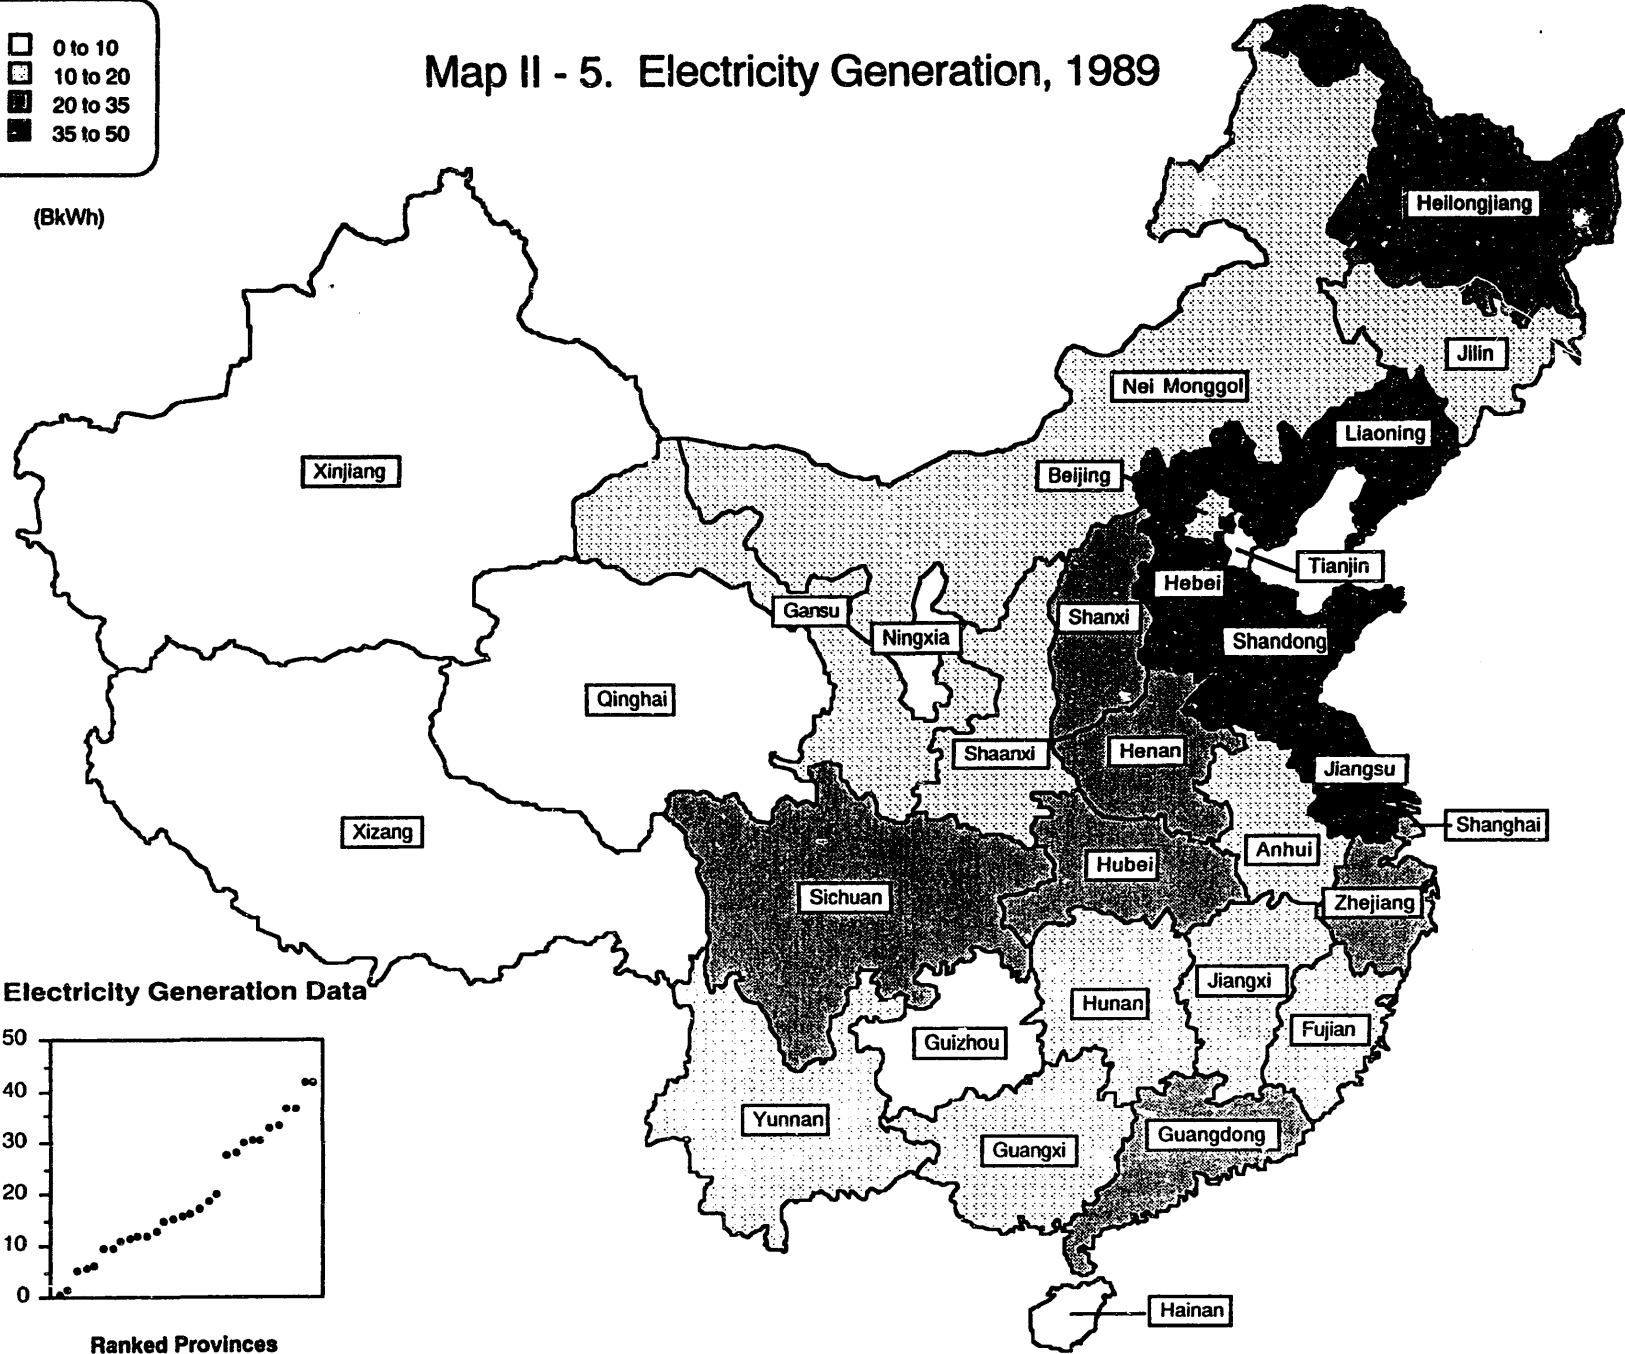 0 to 10
10 to 20
20 to 35
35 to 50
(BkWh)
Map II - 5. Electricity Generation, 1989
Heilongjiang
Jilin
Nei Monggol
Liaoning
Xinjiang
Beijing
Tianjin
Hebei
Gansu
Shanxi
Ningxia
Shandong
Qinghai
Shaanxi
Henan
Jiangsu
Xizang
Shanghai
Anhui
Hubei
Sichuan
Zhejiang
Jiangxi
Hunan
Fujian
Guizhou
Yunnan
Guangdong
Guangxi
Hainan
Electricity Generation Data
50
40
30
20
10
0
Ranked Provinces